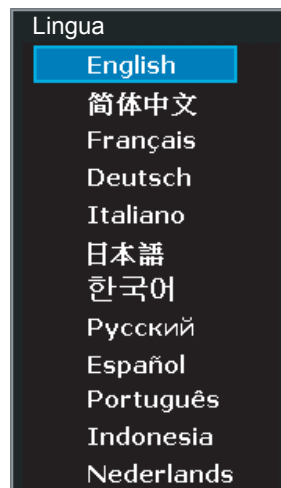 Lingua
English
简体中文
Français
Deutsch
Italiano
日本語
한국어
Русский
Español
Português
Indonesia
Nederlands